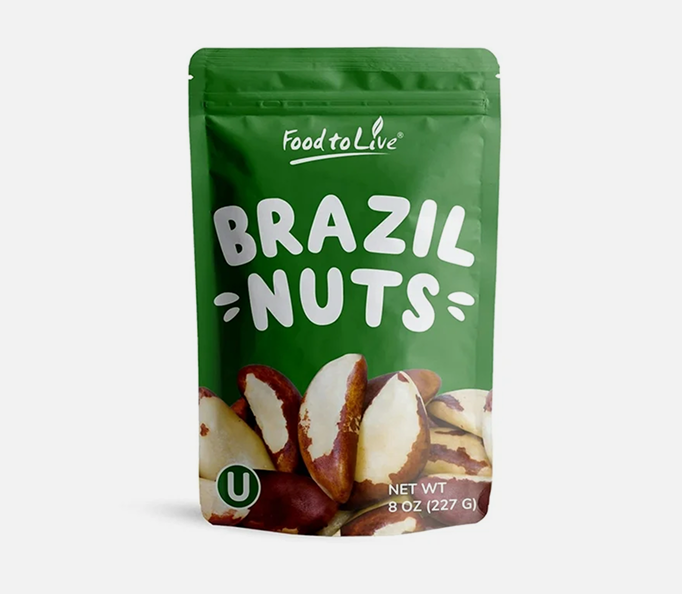 Food to Live®
BRAZIL
NUTS
U
NET WT
8 OZ (227 G)